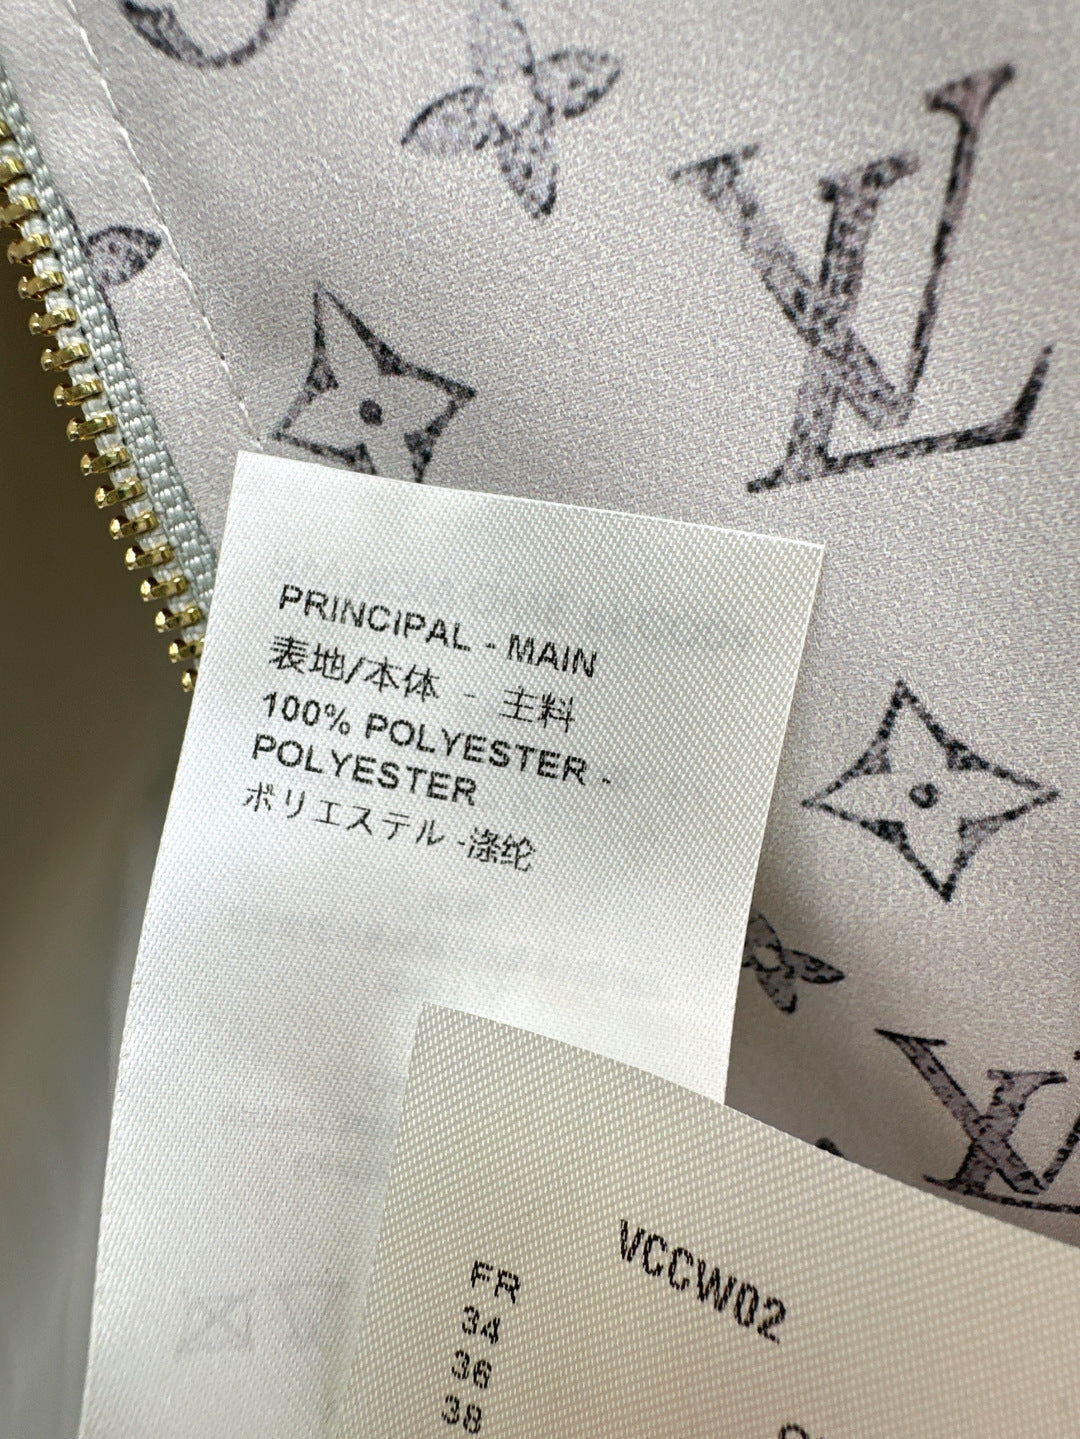 PRINCIPAL - MAIN
表地/本体 - 主料
100% POLYESTER -
POLYESTER
ポリエステル -涤纶
VCCW02
FR
34
36
38